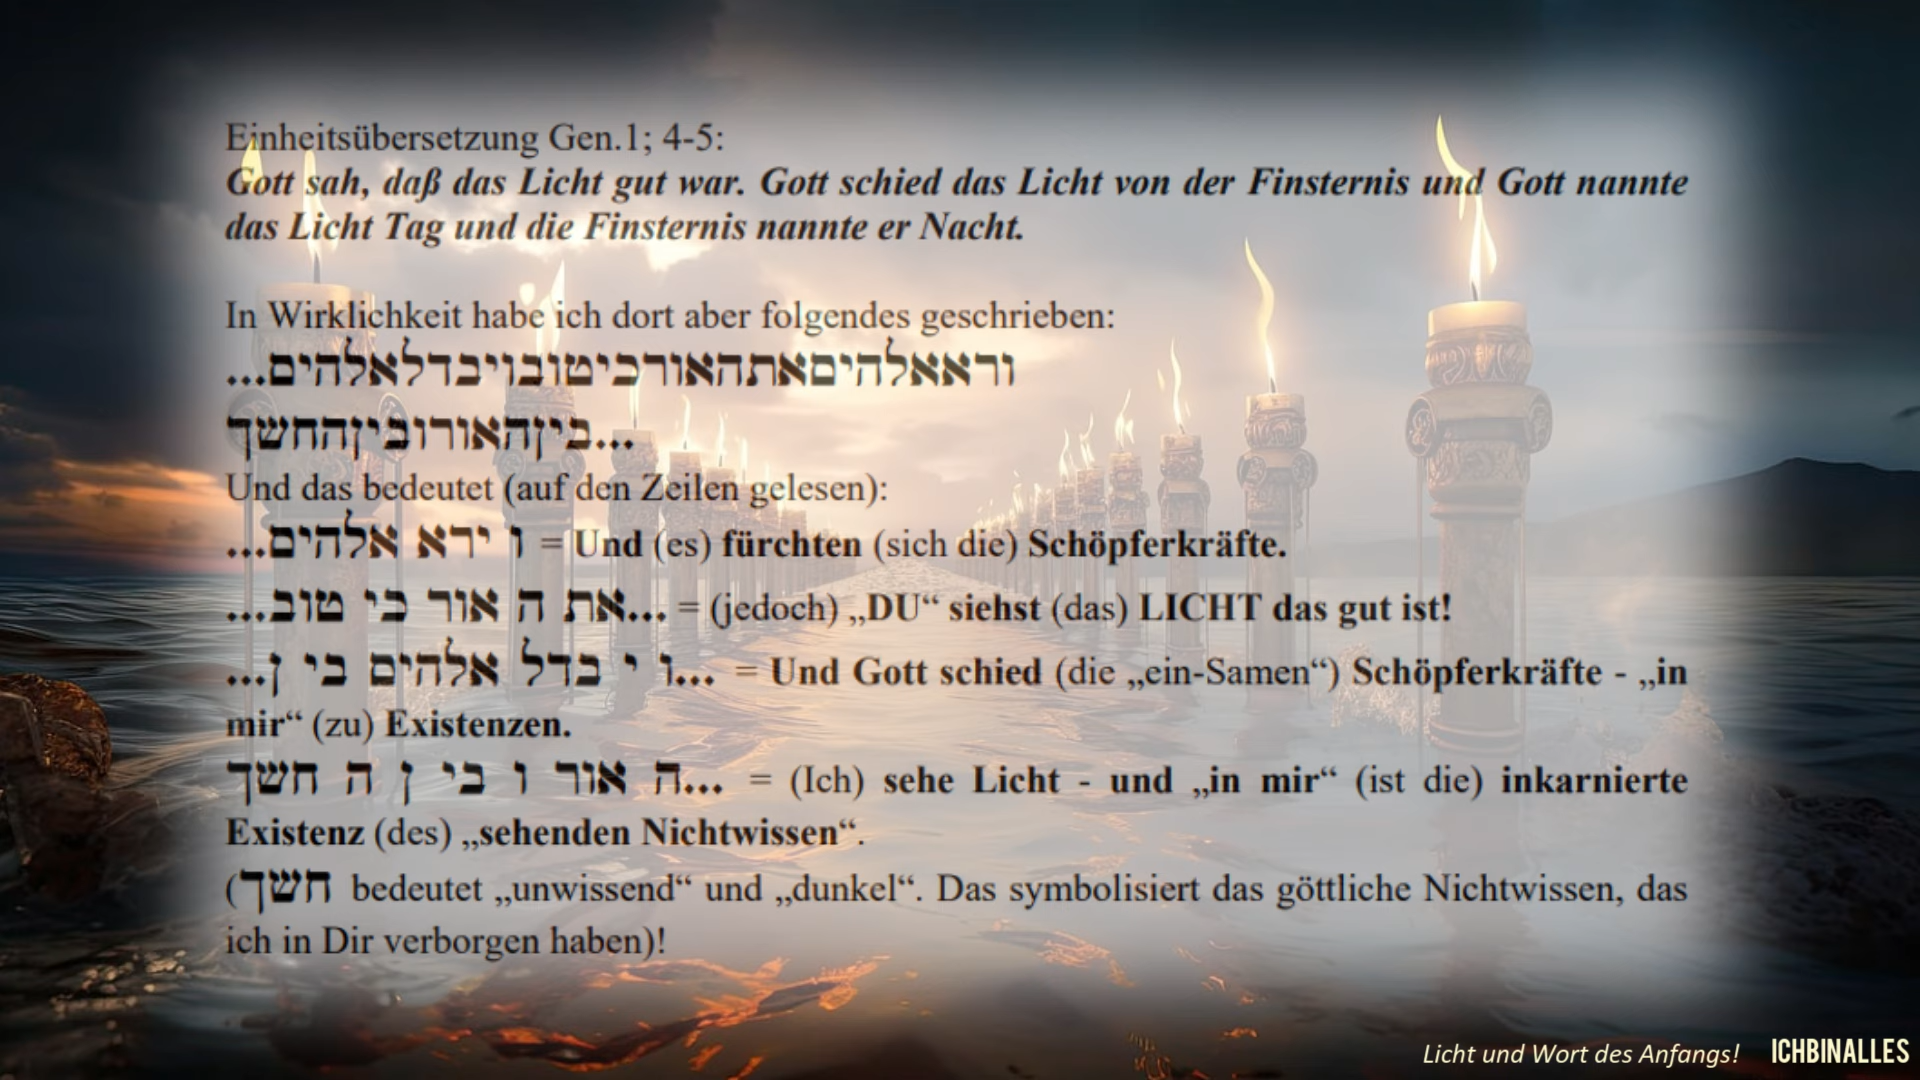 Einheitsübersetzung Gen.1; 4-5:
Gott sah, daß das Licht gut war. Gott schied das Licht von der Finsternis und Gott nannte
das Licht Tag und die Finsternis nannte er Nacht.
In Wirklichkeit habe ich dort aber folgendes geschrieben:
וראאלהיםאתהאורכיטובויבדלאלהים...
...ביןהאורוביןההחשך
Und das bedeutet (auf den Zeilen gelesen):
ו ירא אלהים... = Und (es) fürchten (sich die) Schöpferkräfte.
...את ה אור כי טוב... = (jedoch) „DU“ siehst (das) LICHT das gut ist!
...ו י בדל אלהים בי ן... = Und Gott schied (die „ein-Samen“) Schöpferkräfte - „in
mir“ (zu) Existenzen.
...ה אור ו בי ן ה חשך = (Ich) sehe Licht - und „in mir“ (ist die) inkarnierte
Existenz (des) „sehenden Nichtwissen“.
(חשך bedeutet „unwissend“ und „dunkel“. Das symbolisiert das göttliche Nichtwissen, das
ich in Dir verborgen haben)!
Licht und Wort des Anfangs! ICHBINALLES